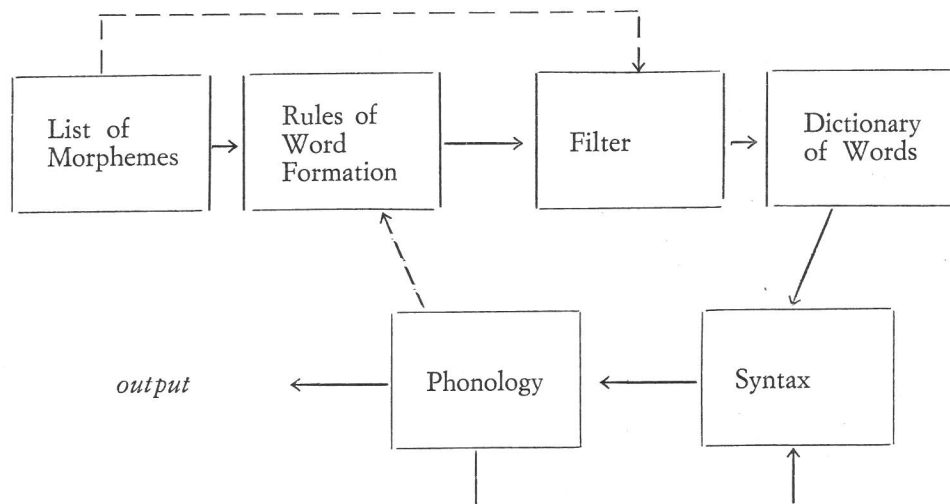 List of
Morphemes
Rules of
Word
Formation
Filter
Dictionary
of Words
output
Phonology
Syntax